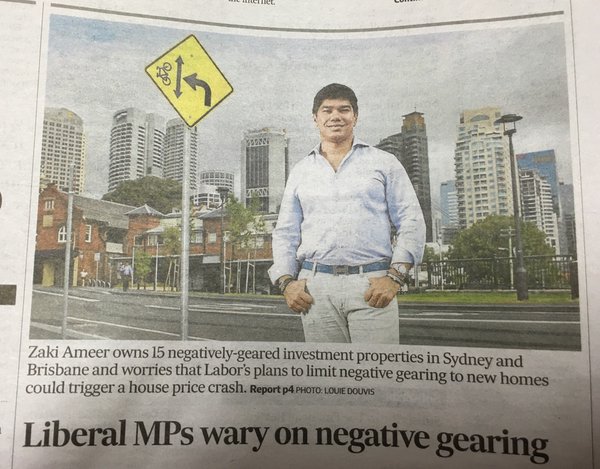 the internet.
Zaki Ameer owns 15 negatively-geared investment properties in Sydney and
Brisbane and worries that Labor's plans to limit negative gearing to new homes
could trigger a house price crash. Report p4 PHOTO: LOUIE DOUVIS
Liberal MPs wary on negative gearing